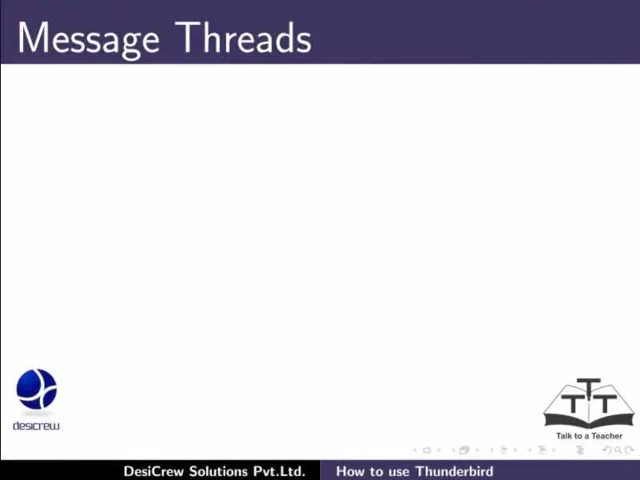 Message Threads
desicrew
T
T T
Talk to a Teacher
DesiCrew Solutions Pvt.Ltd.
How to use Thunderbird